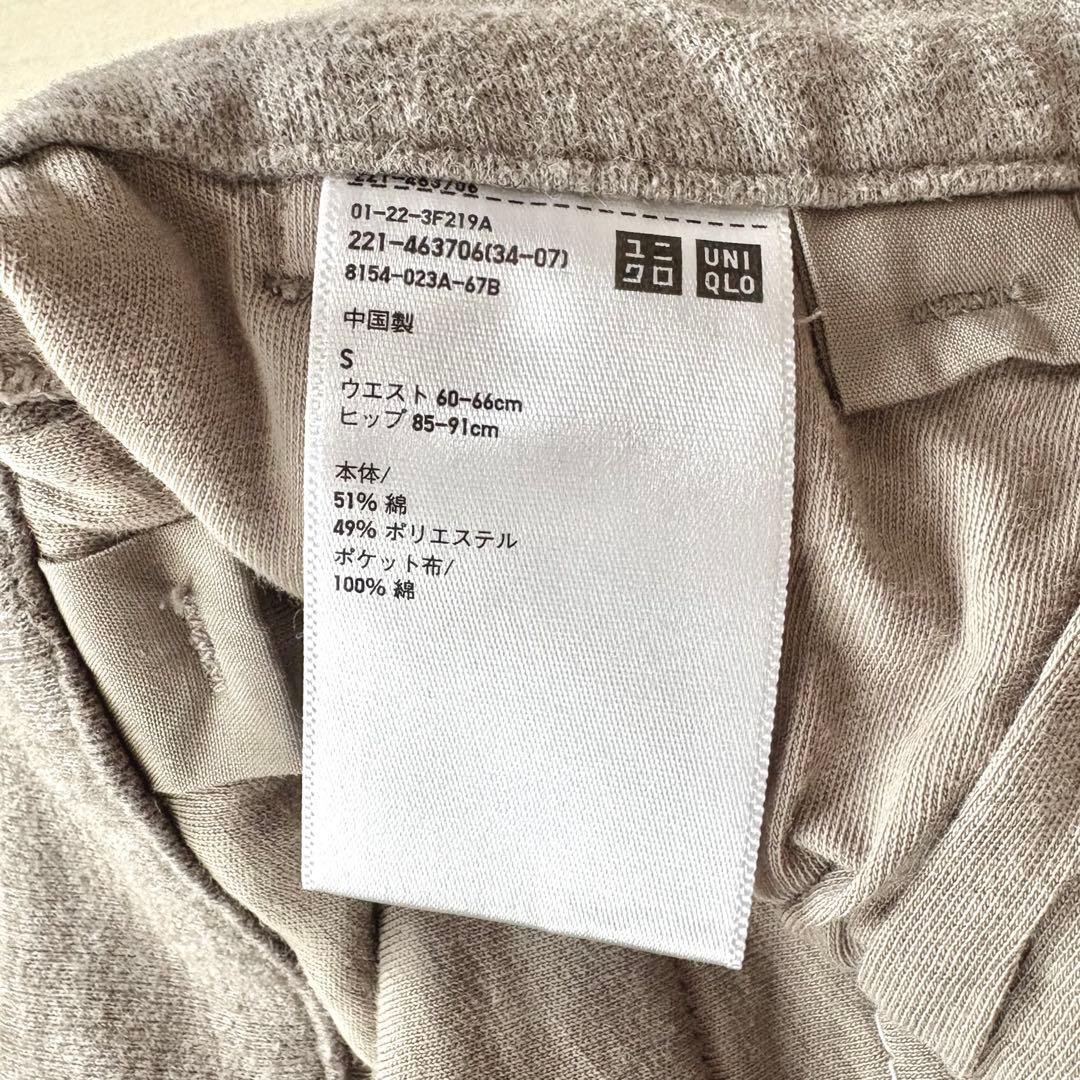 221-463706
01-22-3F219A
221-463706(34-07)
8154-023A-67B
ユニ
クロ
UNI
QLO
中国製
S
ウエスト 60-66cm
ヒップ 85-91cm
本体/
51% 綿
49% ポリエステル
ポケット布/
100% 綿